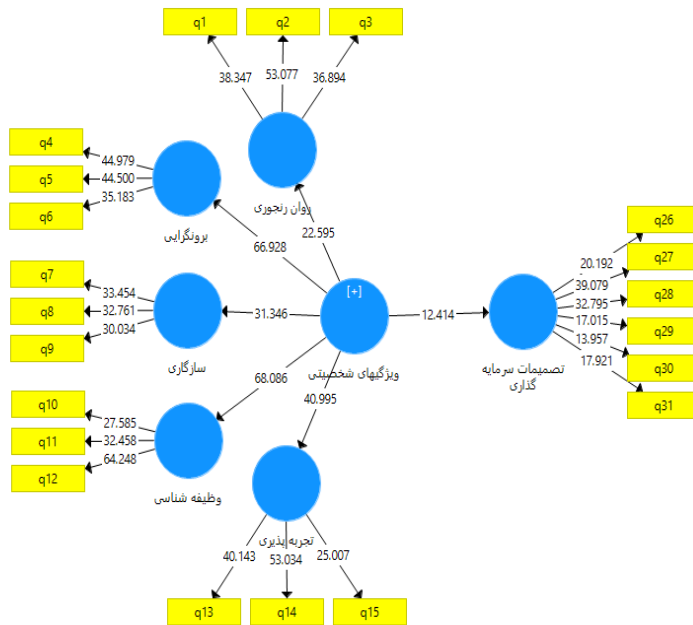 q1
q2
q3
38.347
53.077
36.894
روان رنجوری
q4
q5
q6
44.979
44.500
35.183
برونگرایی
22.595
66.928
q7
q8
q9
33.454
32.761
30.034
سازگاری
31.346
[+]
ویژگیهای شخصیتی
12.414
q26
q27
q28
q29
q30
q31
20.192
39.079
32.795
17.015
13.957
17.921
تصمیمات سرمایه
گذاری
68.086
40.995
q10
q11
q12
27.585
32.458
64.248
وظیفه شناسی
تجربه پذیری
40.143
53.034
25.007
q13
q14
q15